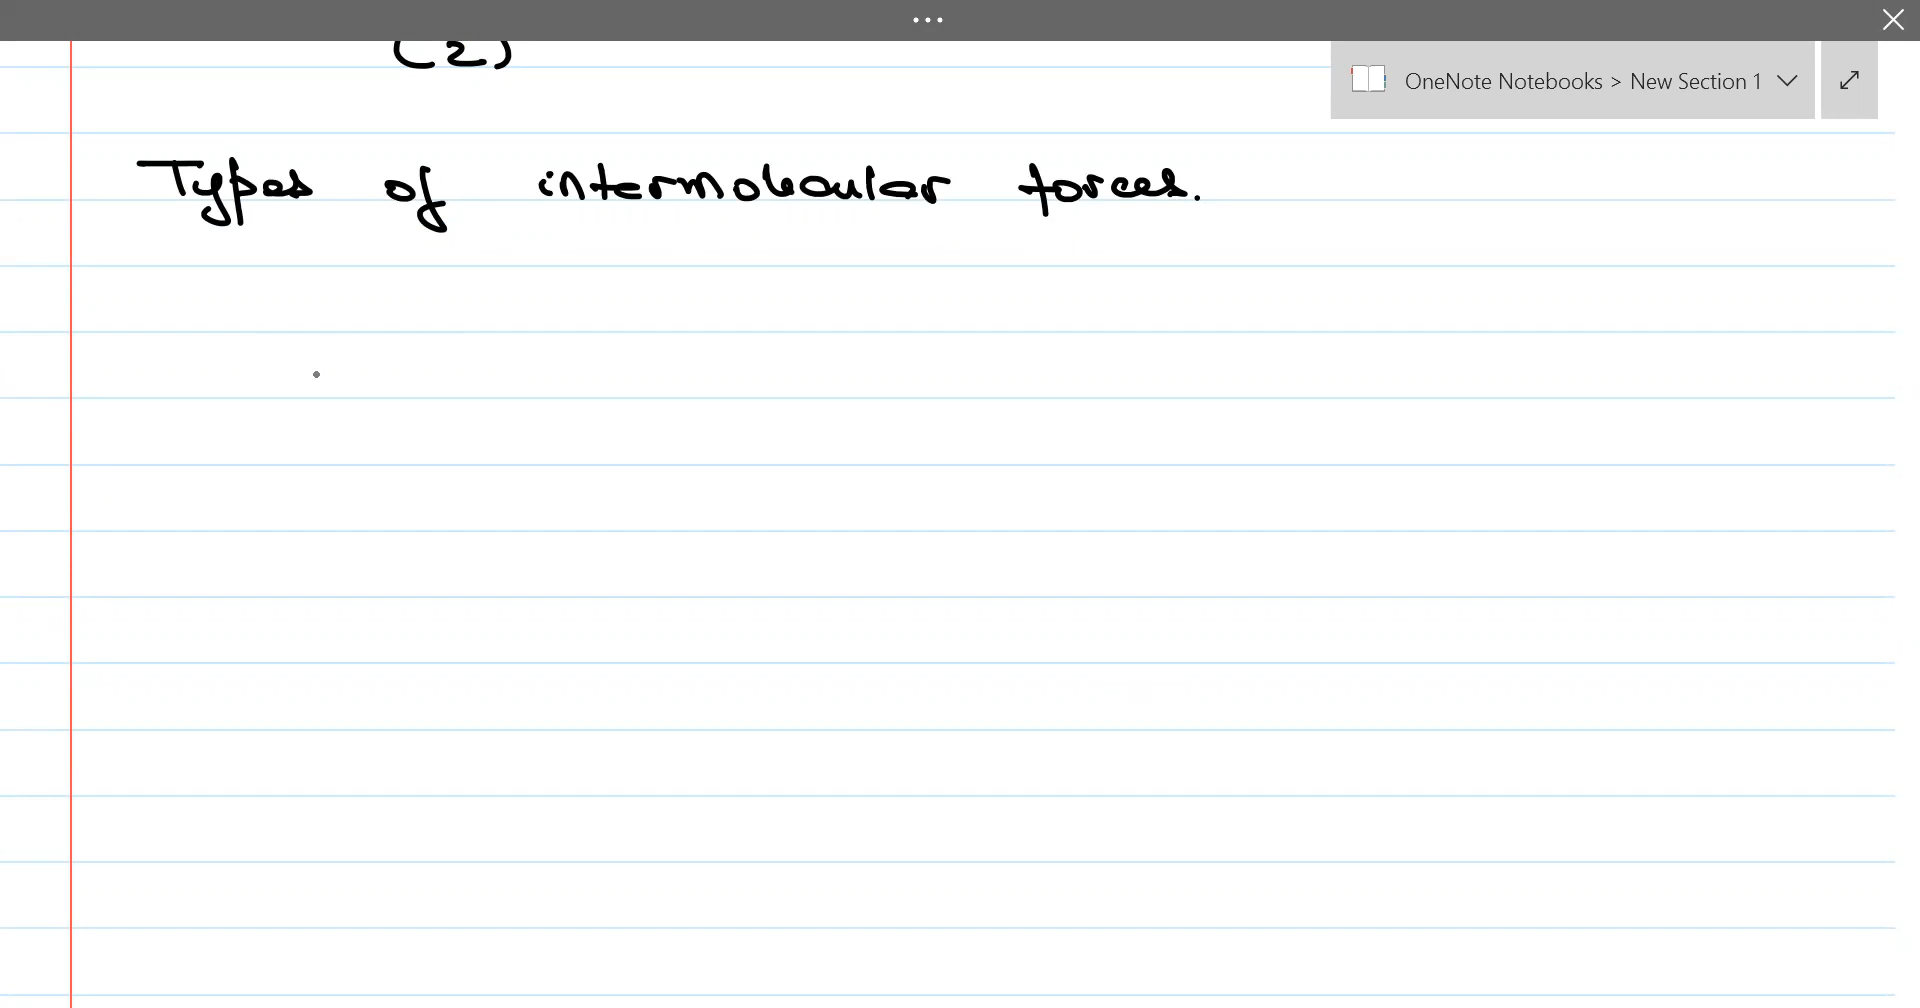 (2)
OneNote Notebooks > New Section 1
Types of intermolecular forces.